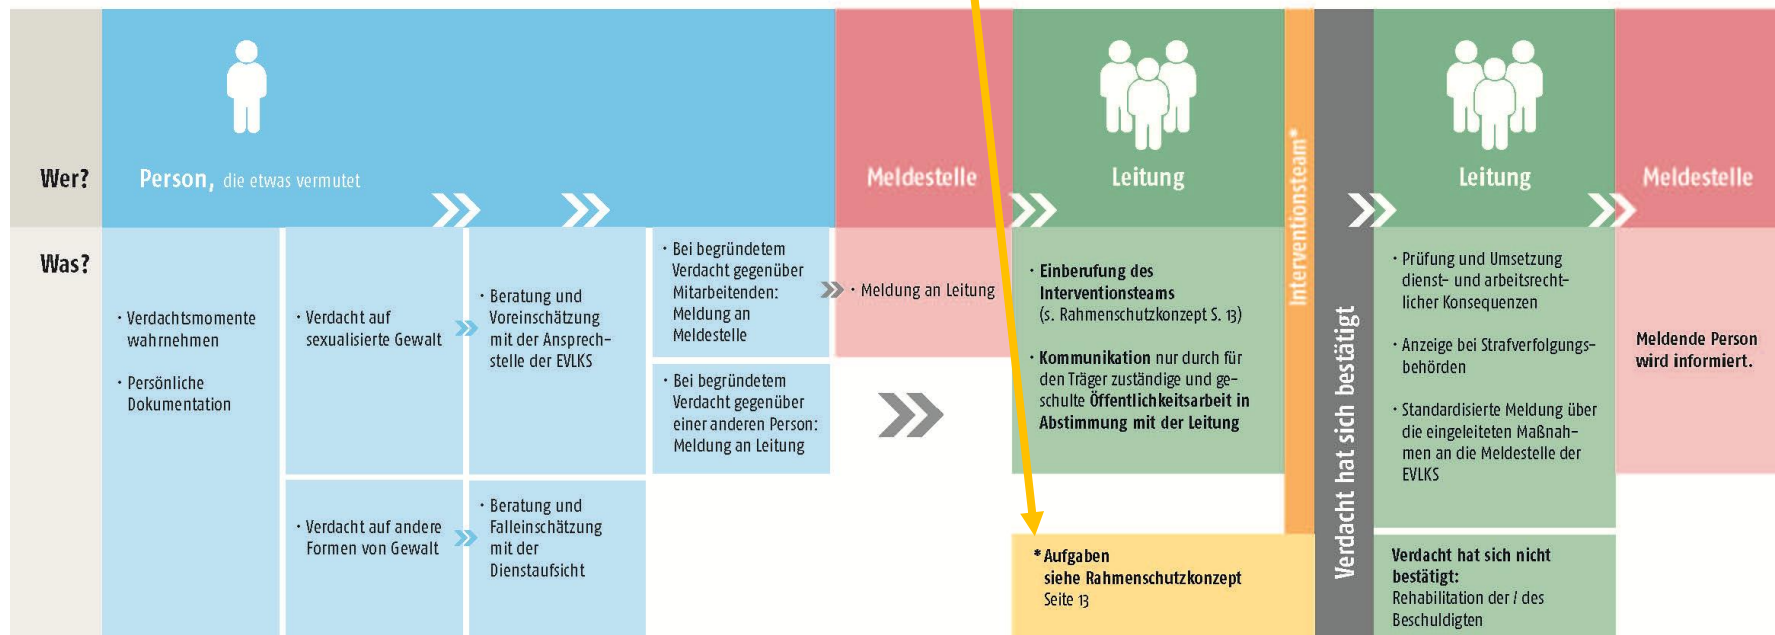 Wer?
Person, die etwas vermutet
Meldestelle
Leitung
Interventionsteam*
Verdacht hat sich bestätigt
Leitung
Meldestelle
Was?
· Verdachtsmomente
wahrnehmen
· Persönliche
Dokumentation
· Verdacht auf
sexualisierte Gewalt
· Verdacht auf andere
Formen von Gewalt
· Beratung und
Voreinschätzung
mit der Ansprech-
stelle der EVLKS
· Beratung und
Falleinschätzung
mit der
Dienstaufsicht
· Bei begründetem
Verdacht gegenüber
Mitarbeitenden:
Meldung an
Meldestelle
· Bei begründetem
Verdacht gegenüber
einer anderen Person:
Meldung an Leitung
· Meldung an Leitung
· Einberufung des
Interventionsteams
(s. Rahmenschutzkonzept S. 13)
· Kommunikation nur durch für
den Träger zuständige und ge-
schulte Öffentlichkeitsarbeit in
Abstimmung mit der Leitung
* Aufgaben
siehe Rahmenschutzkonzept
Seite 13
· Prüfung und Umsetzung
dienst- und arbeitsrecht-
licher Konsequenzen
· Anzeige bei Strafverfolgungs-
behörden
· Standardisierte Meldung über
die eingeleiteten Maßnah-
men an die Meldestelle der
EVLKS
Verdacht hat sich nicht
bestätigt:
Rehabilitation der / des
Beschuldigten
Meldende Person
wird informiert.